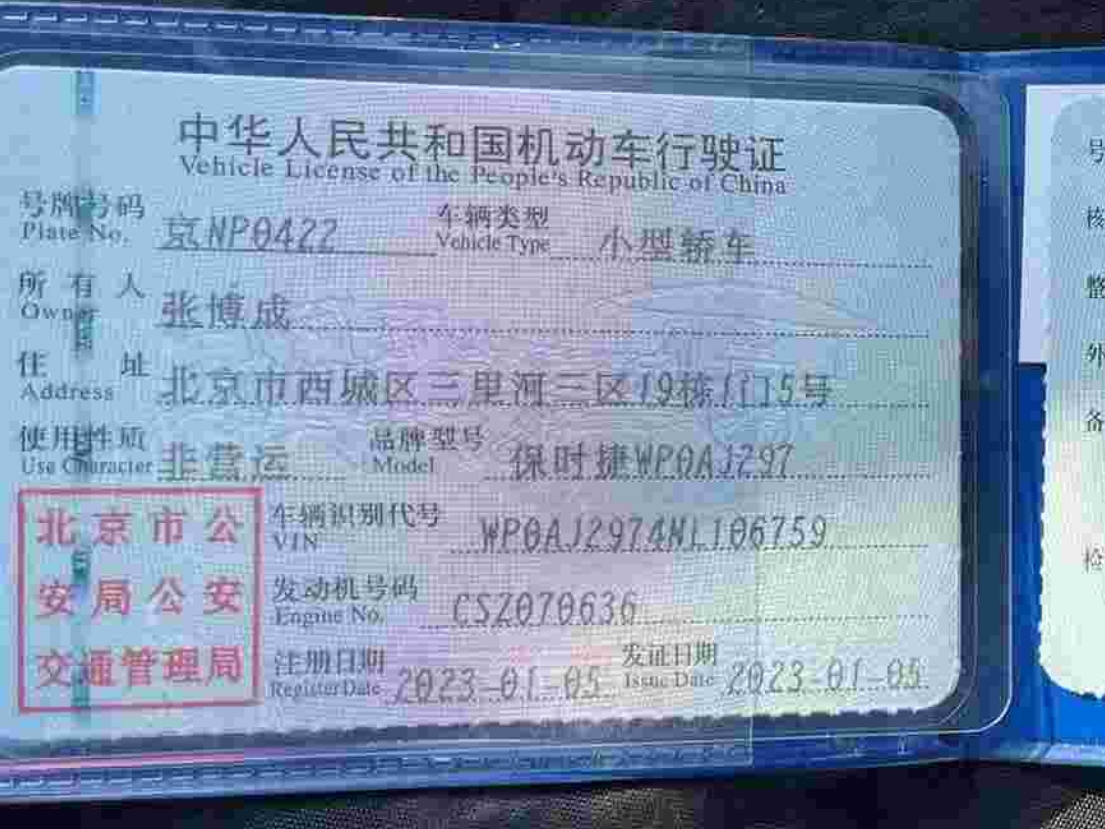 中华人民共和国机动车行驶证
Vehicle License of the People's Republic of China
号牌号码 京NP0422 车辆类型 小型轿车
Plate No. Vehicle Type
所有人 张博成
Owner
住址 北京市西城区三里河三区19栋1门5号
Address
使用性质 非营运 品牌型号 保时捷WP0AJ297
Use Character Model
北京市公
安局公安
交通管理局
车辆识别代号 WP0AJ2974NL106759
VIN
发动机号码 CSZ070636
Engine No.
注册日期 2023-01-05 发证日期 2023-01-05
Register Date Issue Date
号
核
整
外
备
检